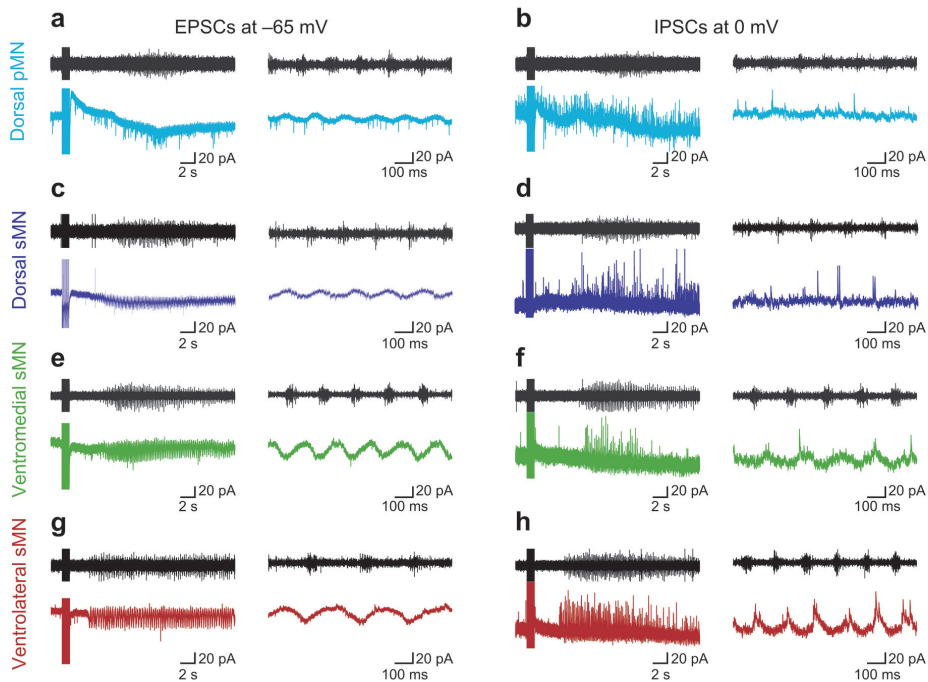 a
EPSCs at –65 mV
b
IPSCs at 0 mV
Dorsal pMN
20 pA
2 s
20 pA
100 ms
20 pA
2 s
20 pA
100 ms
c
d
Dorsal sMN
20 pA
2 s
20 pA
100 ms
20 pA
2 s
20 pA
100 ms
e
f
Ventromedial sMN
20 pA
2 s
20 pA
100 ms
20 pA
2 s
20 pA
100 ms
g
h
Ventrolateral sMN
20 pA
2 s
20 pA
100 ms
20 pA
2 s
20 pA
100 ms